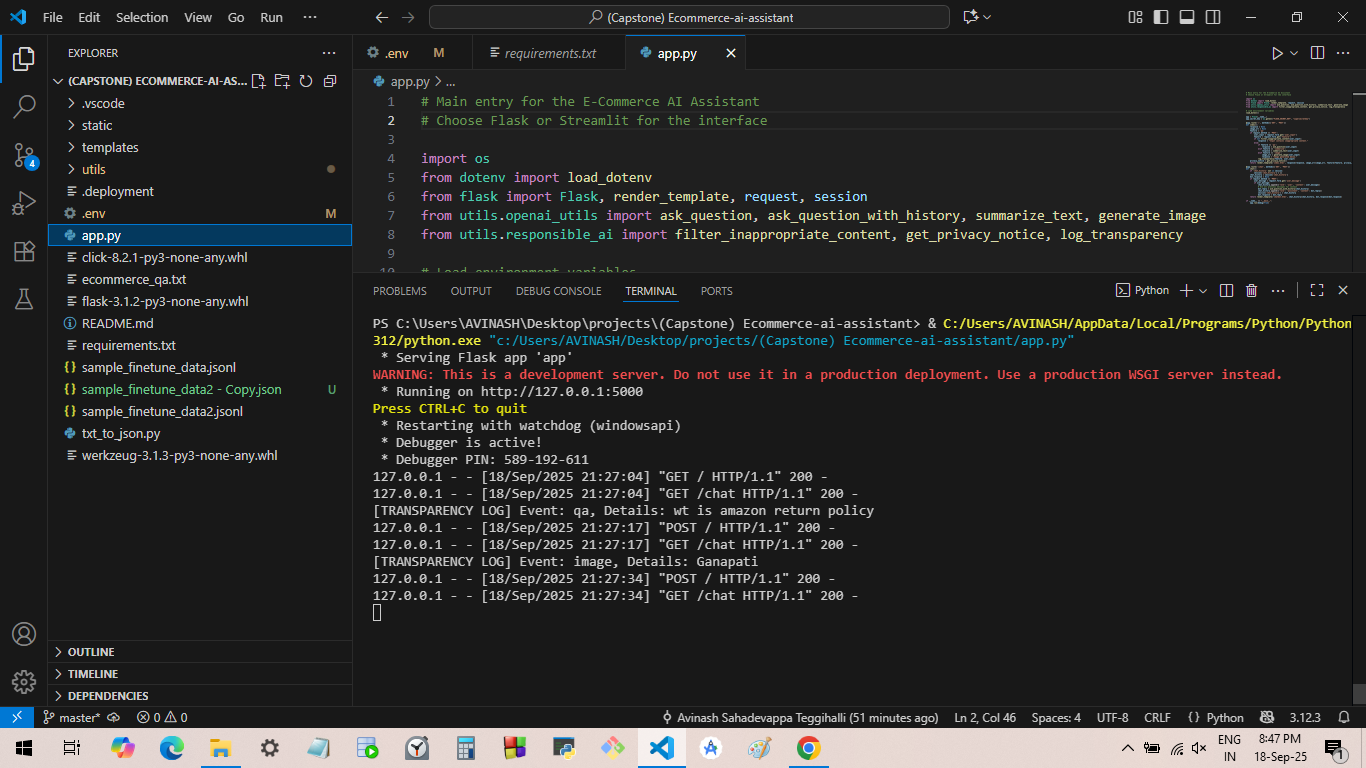 File Edit Selection View Go Run ···
(Capstone) Ecommerce-ai-assistant
EXPLORER
(CAPSTONE) ECOMMERCE-AI-AS...
.vscode
static
templates
utils
.deployment
.env M
app.py
click-8.2.1-py3-none-any.whl
ecommerce_qa.txt
flask-3.1.2-py3-none-any.whl
README.md
requirements.txt
sample_finetune_data.jsonl
sample_finetune_data2 - Copy.json U
sample_finetune_data2.jsonl
txt_to_json.py
werkzeug-3.1.3-py3-none-any.whl
OUTLINE
TIMELINE
DEPENDENCIES
4
.env M
requirements.txt
app.py
app.py > ...
1 # Main entry for the E-Commerce AI Assistant
2 # Choose Flask or Streamlit for the interface
3
4 import os
5 from dotenv import load_dotenv
6 from flask import Flask, render_template, request, session
7 from utils.openai_utils import ask_question, ask_question_with_history, summarize_text, generate_image
8 from utils.responsible_ai import filter_inappropriate_content, get_privacy_notice, log_transparency
9
10 # Load environment variables
PROBLEMS OUTPUT DEBUG CONSOLE TERMINAL PORTS
Python
PS C:\Users\AVINASH\Desktop\projects\(Capstone) Ecommerce-ai-assistant> & C:/Users/AVINASH/AppData/Local/Programs/Python/Python
312/python.exe "c:/Users/AVINASH/Desktop/projects/(Capstone) Ecommerce-ai-assistant/app.py"
* Serving Flask app 'app'
WARNING: This is a development server. Do not use it in a production deployment. Use a production WSGI server instead.
* Running on http://127.0.0.1:5000
Press CTRL+C to quit
* Restarting with watchdog (windowsapi)
* Debugger is active!
* Debugger PIN: 589-192-611
127.0.0.1 - - [18/Sep/2025 21:27:04] "GET / HTTP/1.1" 200 -
127.0.0.1 - - [18/Sep/2025 21:27:04] "GET /chat HTTP/1.1" 200 -
[TRANSPARENCY LOG] Event: qa, Details: wt is amazon return policy
127.0.0.1 - - [18/Sep/2025 21:27:17] "POST / HTTP/1.1" 200 -
127.0.0.1 - - [18/Sep/2025 21:27:17] "GET /chat HTTP/1.1" 200 -
[TRANSPARENCY LOG] Event: image, Details: Ganapati
127.0.0.1 - - [18/Sep/2025 21:27:34] "POST / HTTP/1.1" 200 -
127.0.0.1 - - [18/Sep/2025 21:27:34] "GET /chat HTTP/1.1" 200 -
master* 0 0 Avinash Sahadevappa Teggihalli (51 minutes ago) Ln 2, Col 46 Spaces: 4 UTF-8 CRLF {} Python 3.12.3
ENG
IN
8:47 PM
18-Sep-25
1